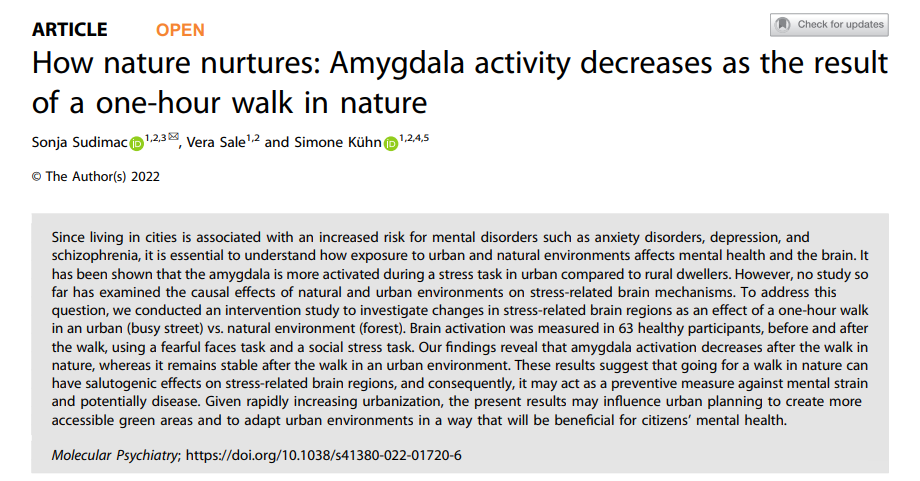 ARTICLE OPEN
Check for updates
How nature nurtures: Amygdala activity decreases as the result
of a one-hour walk in nature
Sonja Sudimac iD 1,2,3✉, Vera Sale1,2 and Simone Kühn iD 1,2,4,5
© The Author(s) 2022
Since living in cities is associated with an increased risk for mental disorders such as anxiety disorders, depression, and
schizophrenia, it is essential to understand how exposure to urban and natural environments affects mental health and the brain. It
has been shown that the amygdala is more activated during a stress task in urban compared to rural dwellers. However, no study so
far has examined the causal effects of natural and urban environments on stress-related brain mechanisms. To address this
question, we conducted an intervention study to investigate changes in stress-related brain regions as an effect of a one-hour walk
in an urban (busy street) vs. natural environment (forest). Brain activation was measured in 63 healthy participants, before and after
the walk, using a fearful faces task and a social stress task. Our findings reveal that amygdala activation decreases after the walk in
nature, whereas it remains stable after the walk in an urban environment. These results suggest that going for a walk in nature can
have salutogenic effects on stress-related brain regions, and consequently, it may act as a preventive measure against mental strain
and potentially disease. Given rapidly increasing urbanization, the present results may influence urban planning to create more
accessible green areas and to adapt urban environments in a way that will be beneficial for citizens’ mental health.
Molecular Psychiatry; https://doi.org/10.1038/s41380-022-01720-6